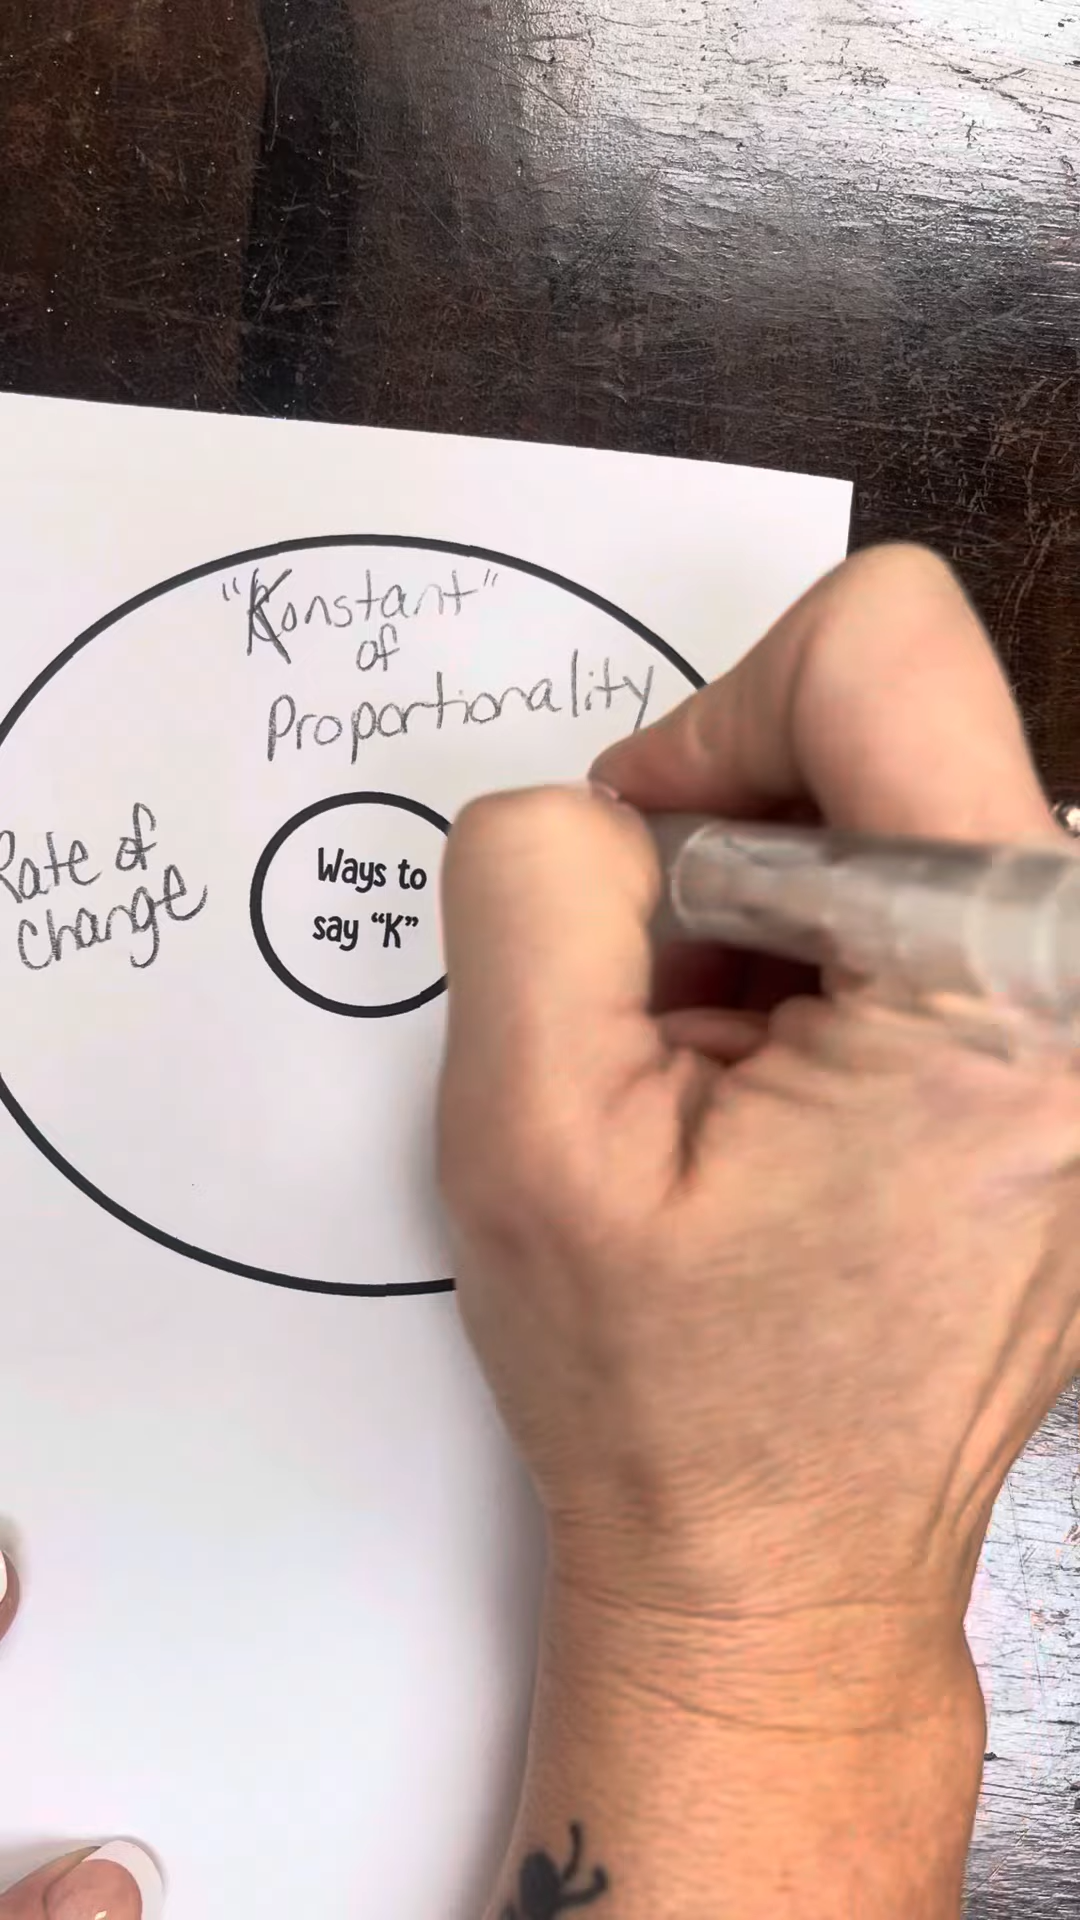 "Konstant"
of
Proportionality
Rate of
change
Ways to
say "K"